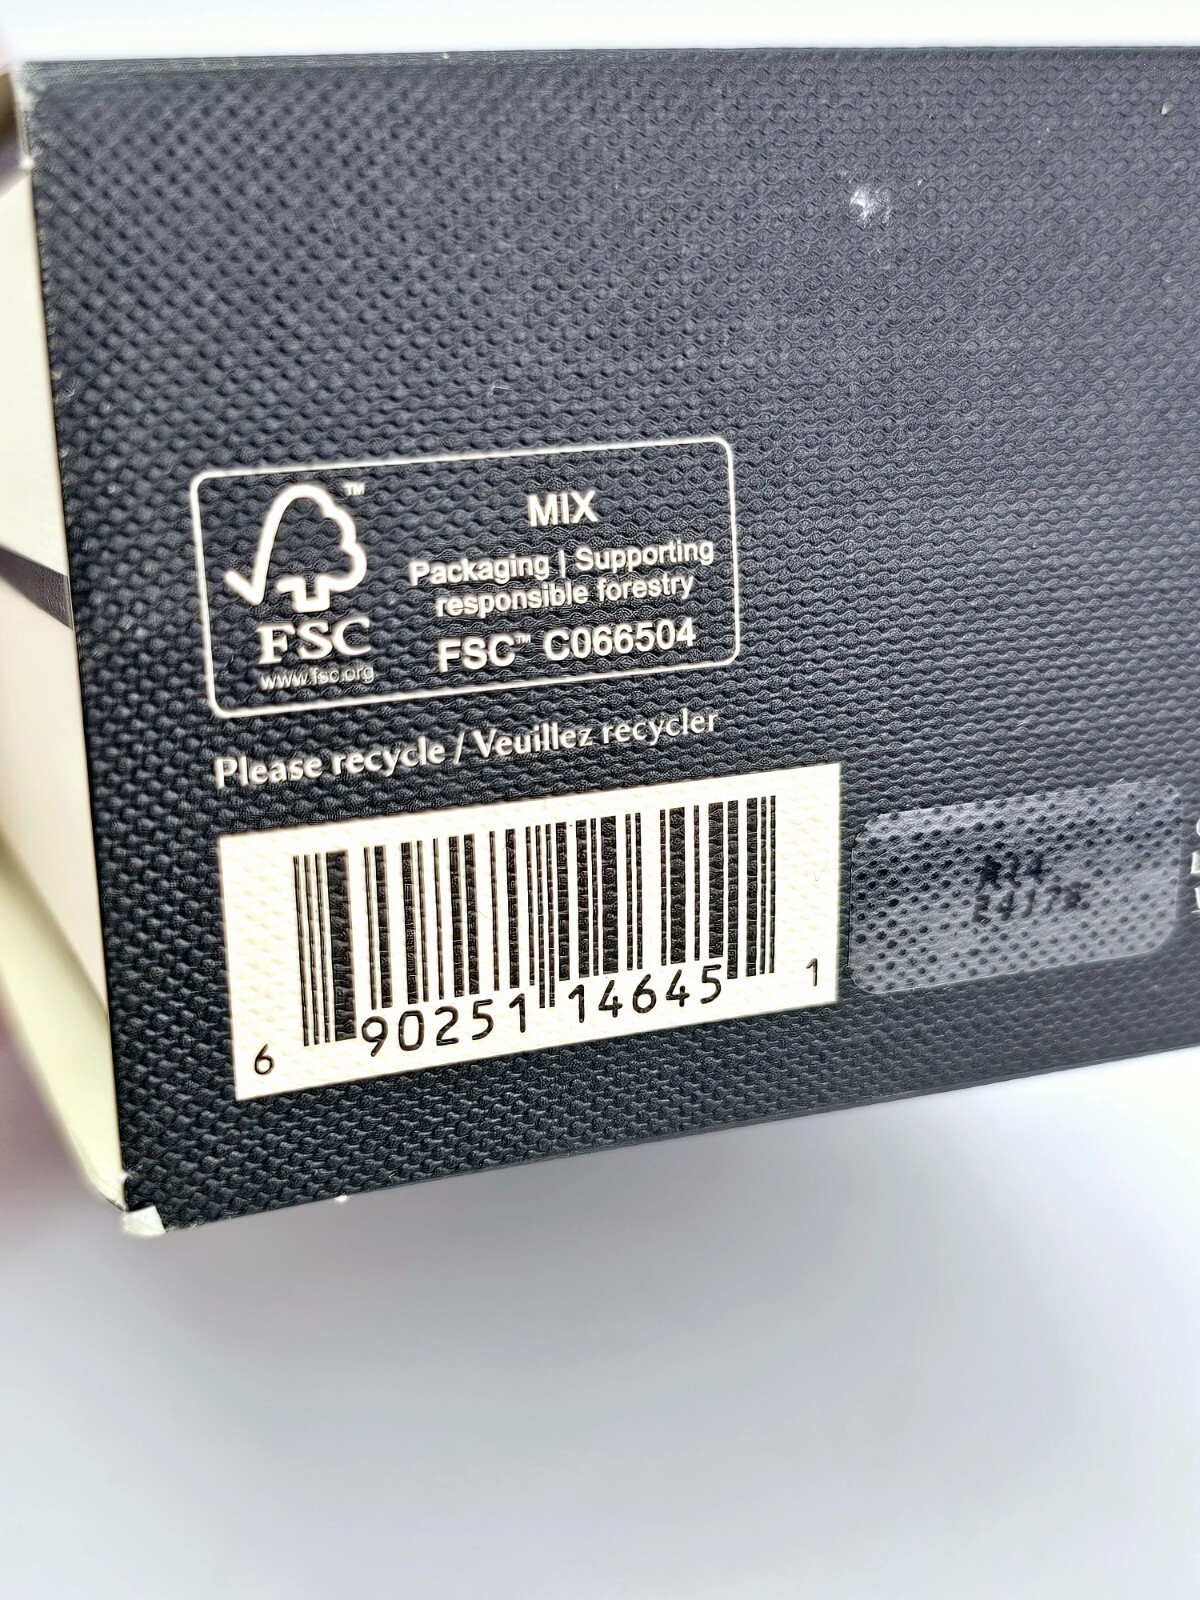 TM
MIX
Packaging | Supporting
responsible forestry
FSC™ C066504
FSC
www.fsc.org
Please recycle / Veuillez recycler
6 90251 14645 1